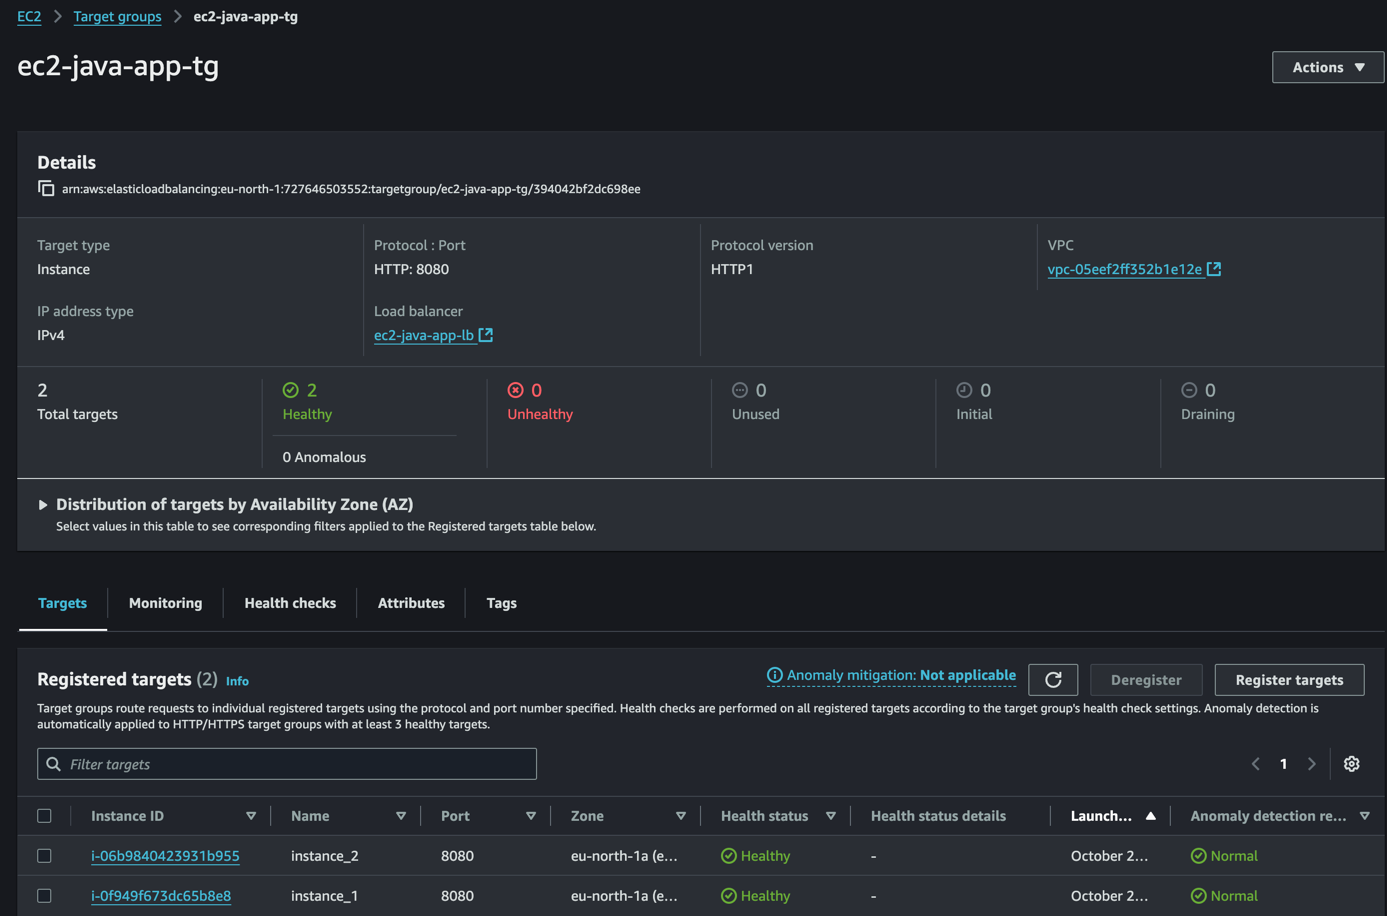 EC2 > Target groups > ec2-java-app-tg
ec2-java-app-tg
Actions
Details
arn:aws:elasticloadbalancing:eu-north-1:727646503552:targetgroup/ec2-java-app-tg/394042bf2dc698ee
Target type
Instance
Protocol : Port
HTTP: 8080
Protocol version
HTTP1
VPC
vpc-05eef2ff352b1e12e
IP address type
IPv4
Load balancer
ec2-java-app-lb
2
Total targets
2
Healthy
0 Anomalous
0
Unhealthy
0
Unused
0
Initial
0
Draining
Distribution of targets by Availability Zone (AZ)
Select values in this table to see corresponding filters applied to the Registered targets table below.
Targets Monitoring Health checks Attributes Tags
Registered targets (2) Info
Anomaly mitigation: Not applicable
Deregister
Register targets
Target groups route requests to individual registered targets using the protocol and port number specified. Health checks are performed on all registered targets according to the target group's health check settings. Anomaly detection is
automatically applied to HTTP/HTTPS target groups with at least 3 healthy targets.
Filter targets
1
Instance ID Name Port Zone Health status Health status details Launch... Anomaly detection re...
i-06b9840423931b955 instance_2 8080 eu-north-1a (e... Healthy - October 2... Normal
i-0f949f673dc65b8e8 instance_1 8080 eu-north-1a (e... Healthy - October 2... Normal